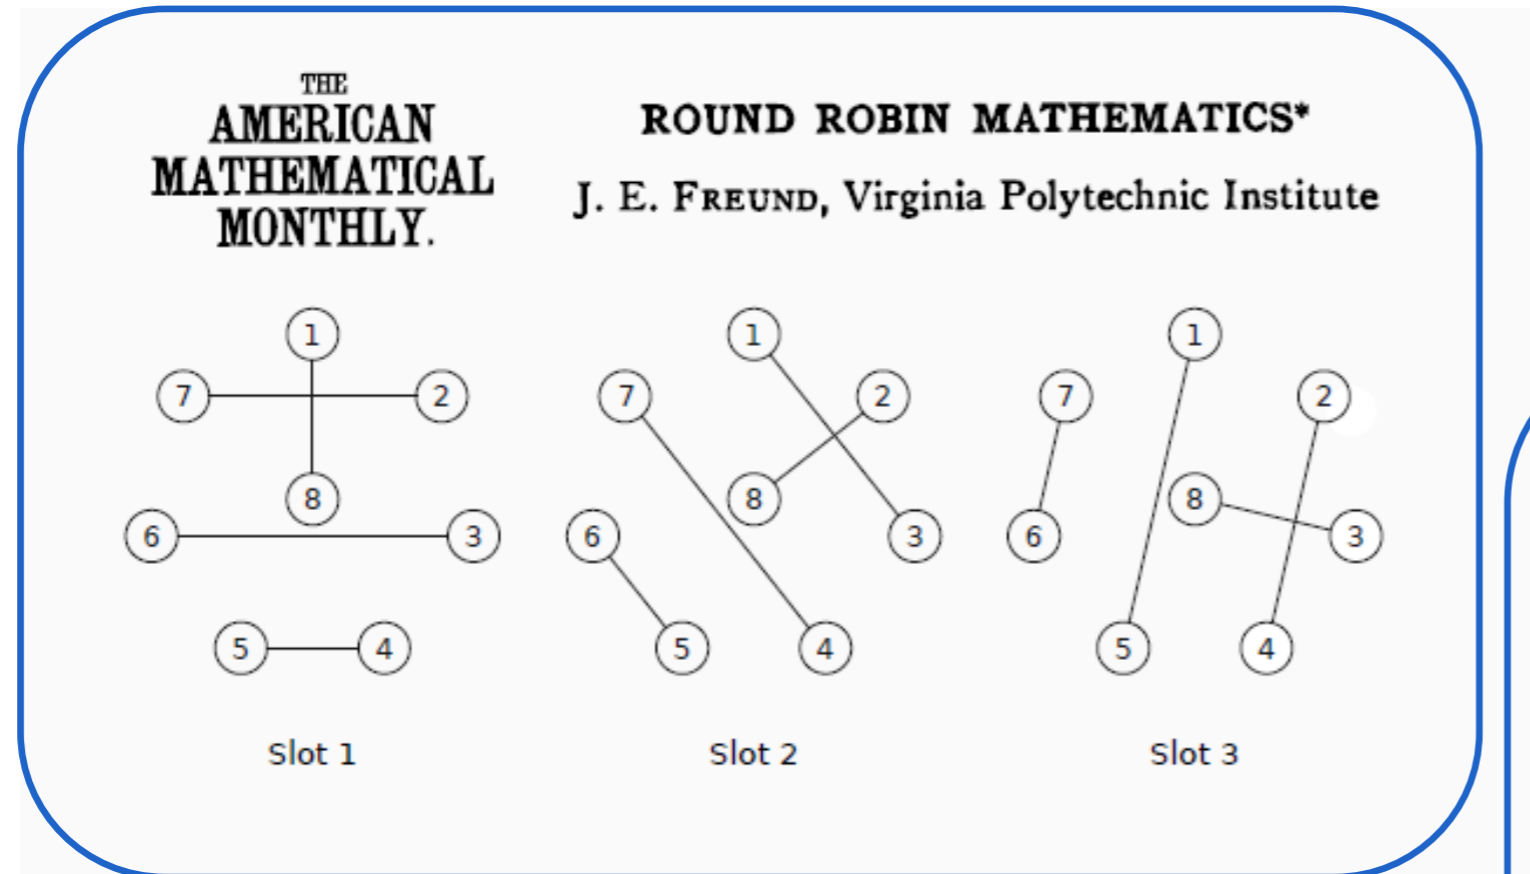 THE
AMERICAN
MATHEMATICAL
MONTHLY.
ROUND ROBIN MATHEMATICS*
J. E. FREUND, Virginia Polytechnic Institute
1
7 2
8
6 3
5 4
Slot 1
1
7 2
8
6 3
5 4
Slot 2
1
7 2
8
6 3
5 4
Slot 3